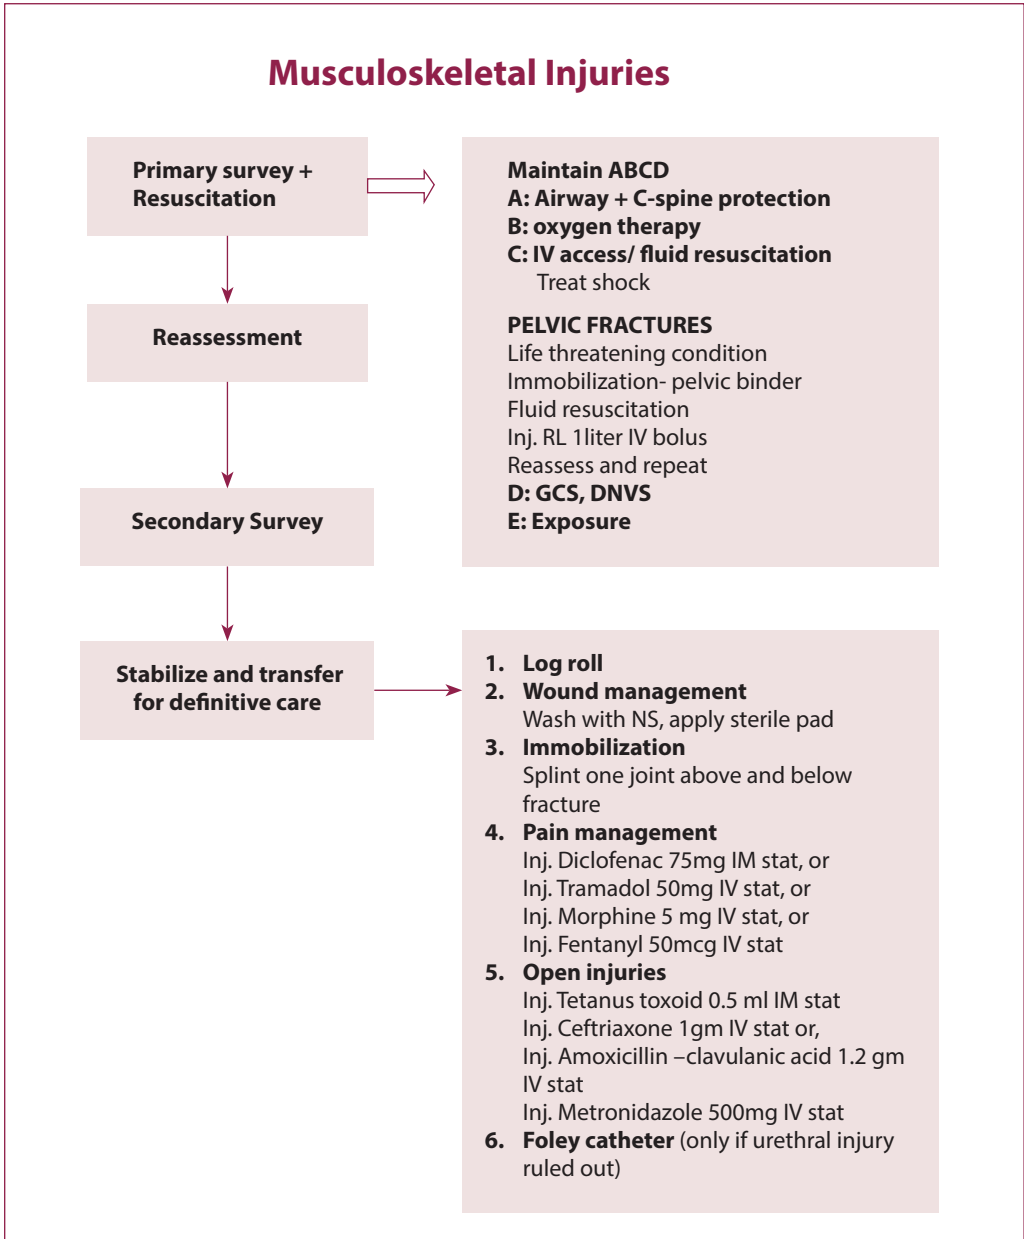 Musculoskeletal Injuries
Primary survey +
Resuscitation
Maintain ABCD
A: Airway + C-spine protection
B: oxygen therapy
C: IV access/ fluid resuscitation
Treat shock
PELVIC FRACTURES
Life threatening condition
Immobilization- pelvic binder
Fluid resuscitation
Inj. RL 1liter IV bolus
Reassess and repeat
D: GCS, DNVS
E: Exposure
Reassessment
Secondary Survey
Stabilize and transfer
for definitive care
1. Log roll
2. Wound management
Wash with NS, apply sterile pad
3. Immobilization
Splint one joint above and below
fracture
4. Pain management
Inj. Diclofenac 75mg IM stat, or
Inj. Tramadol 50mg IV stat, or
Inj. Morphine 5 mg IV stat, or
Inj. Fentanyl 50mcg IV stat
5. Open injuries
Inj. Tetanus toxoid 0.5 ml IM stat
Inj. Ceftriaxone 1gm IV stat or,
Inj. Amoxicillin –clavulanic acid 1.2 gm
IV stat
Inj. Metronidazole 500mg IV stat
6. Foley catheter (only if urethral injury
ruled out)